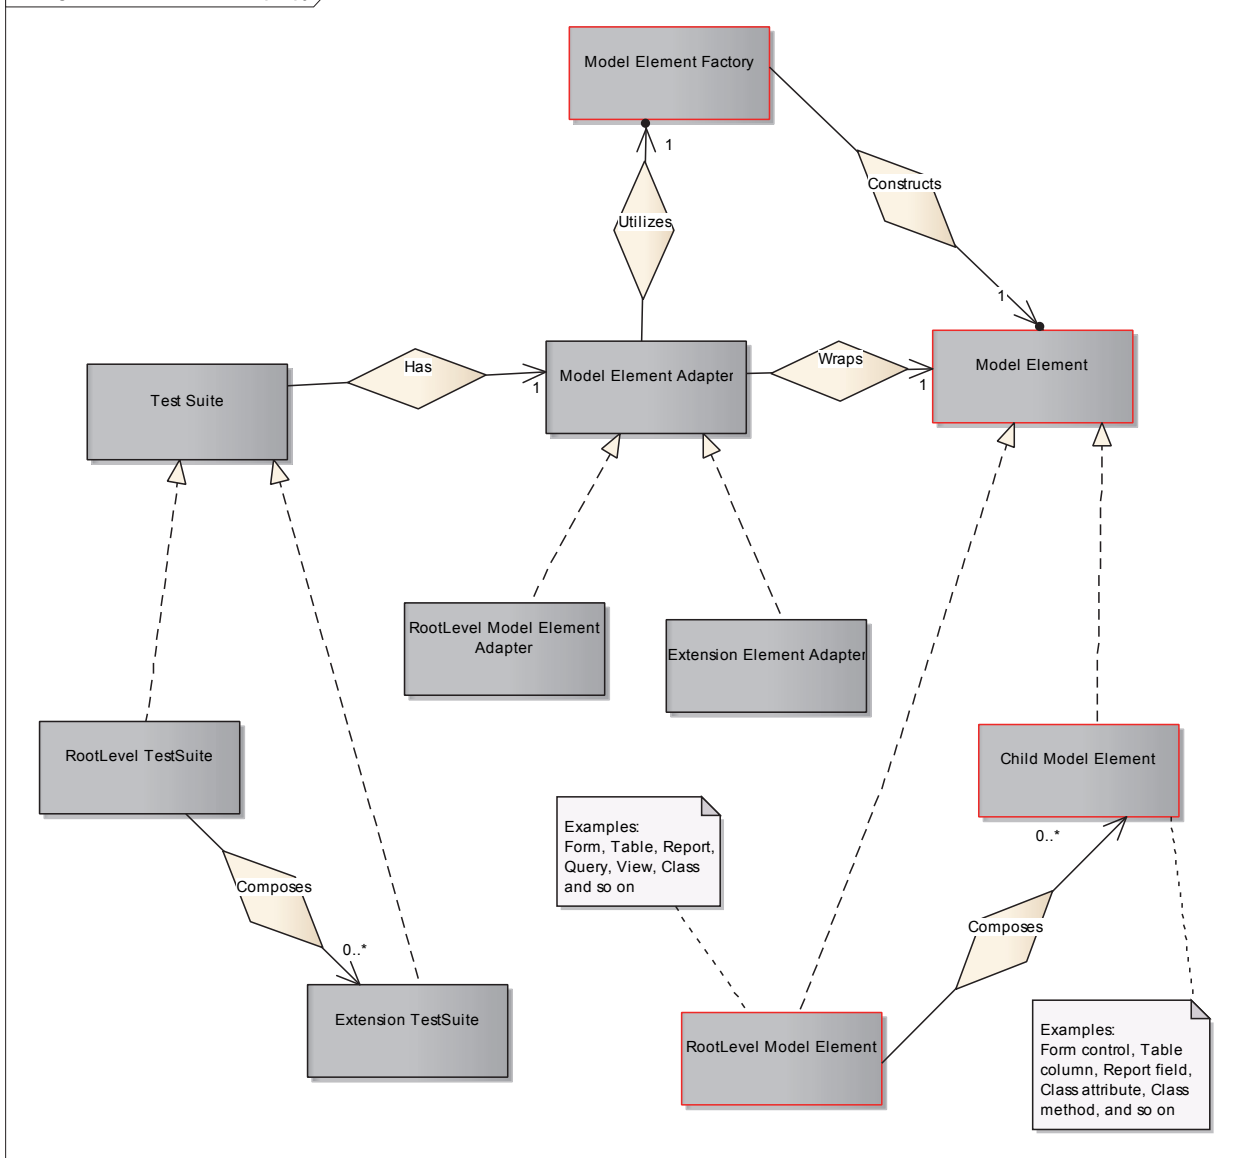 Model Element Factory
1
Constructs
Utilizes
1
Has
1
Model Element Adapter
Wraps
1
Model Element
Test Suite
RootLevel Model Element
Adapter
Extension Element Adapter
RootLevel TestSuite
Child Model Element
Examples:
Form, Table, Report,
Query, View, Class
and so on
0..*
Composes
Composes
0..*
Extension TestSuite
RootLevel Model Element
Examples:
Form control, Table
column, Report field,
Class attribute, Class
method, and so on